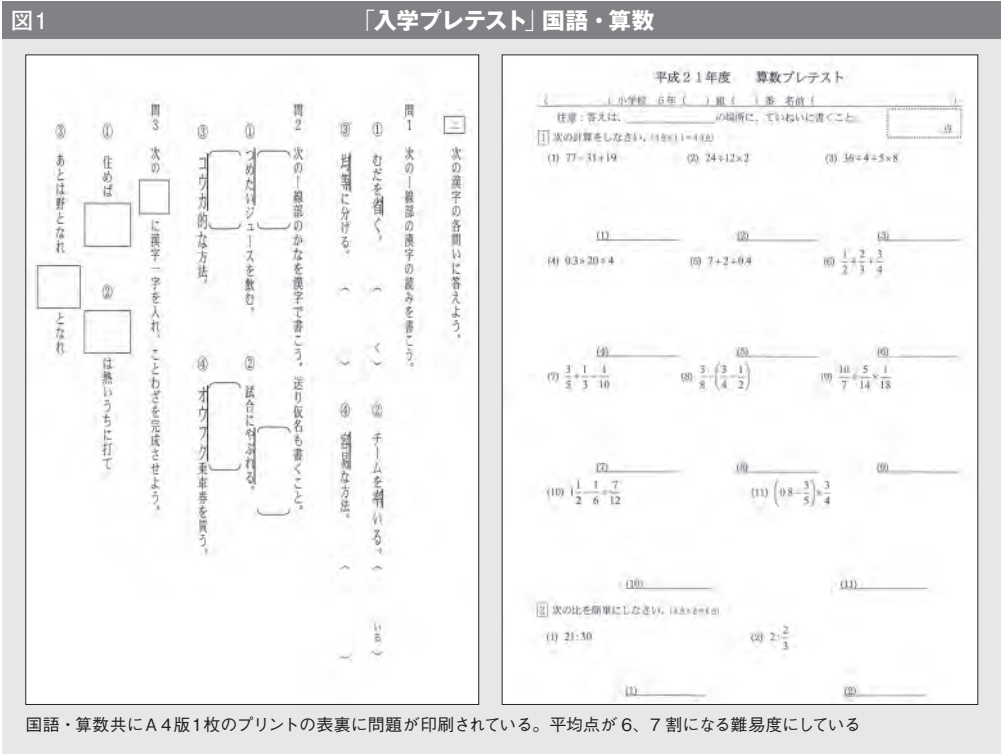 図1
「入学プレテスト」国語・算数
二 次の漢字の各問いに答えよう。
問1 次の―線部の漢字の読みを書こう。
① むだを省く。( く)
② チームを率いる。( いる)
③ 均等に分ける。( )
④ 容易な方法。( )
問2 次の―線部のかなを漢字で書こう。送り仮名も書くこと。
① つめたいジュースを飲む。
② 試合にやぶれる。
③ コウカ的な方法。
④ オウフク乗車券を買う。
問3 次の□に漢字一字を入れ、ことわざを完成させよう。
① 住めば□
② □は熱いうちに打て
③ あとは野となれ□となれ
平成21年度 算数プレテスト
( )小学校 6年( )組( )番 名前( )
注意:答えは、＿＿＿＿の場所に、ていねいに書くこと。
点
1 次の計算をしなさい。
(1) 77-31+19 (2) 24÷12×2 (3) 36÷4÷5×8
(1) (2) (3)
(4) 0.3×20÷4 (5) 7+2÷0.4 (6) 1/2+2/3+3/4
(4) (5) (6)
(7) 3/5+1/3-1/10 (8) 3/8-(3/4-1/2) (9) 10/7÷5/14×1/18
(7) (8) (9)
(10) 1 1/2-1/6÷7/12 (11) (0.8-3/5)×3/4
(10) (11)
2 次の比を簡単にしなさい。
(1) 21:30 (2) 2:2/3
(1) (2)
国語・算数共にA4版1枚のプリントの表裏に問題が印刷されている。平均点が6、7割になる難易度にしている